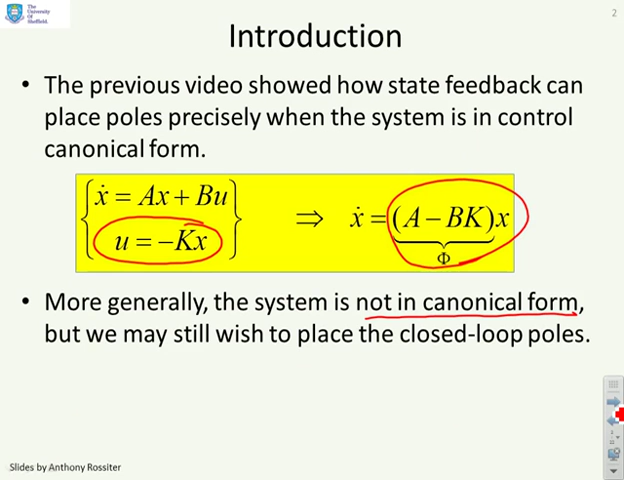 The
University
Of
Sheffield.
2
Introduction
• The previous video showed how state feedback can
place poles precisely when the system is in control
canonical form.
ẋ = Ax + Bu
u = −Kx
⇒ ẋ = (A − BK)x
Φ
• More generally, the system is not in canonical form,
but we may still wish to place the closed-loop poles.
Slides by Anthony Rossiter